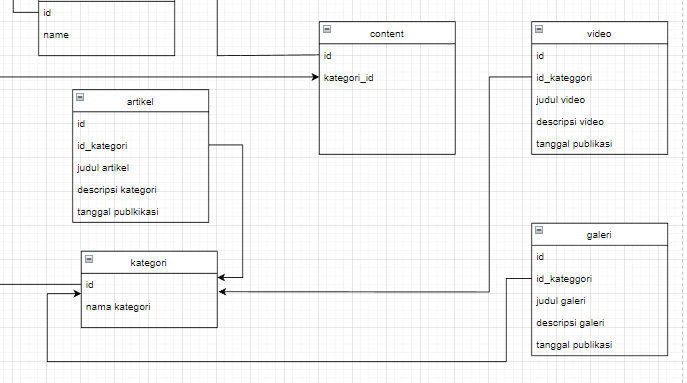 id
name
content
id
kategori_id
video
id
id_kateggori
judul video
descripsi video
tanggal publikasi
artikel
id
id_kategori
judul artikel
descripsi kategori
tanggal publkikasi
kategori
id
nama kategori
galeri
id
id_kateggori
judul galeri
descripsi galeri
tanggal publikasi